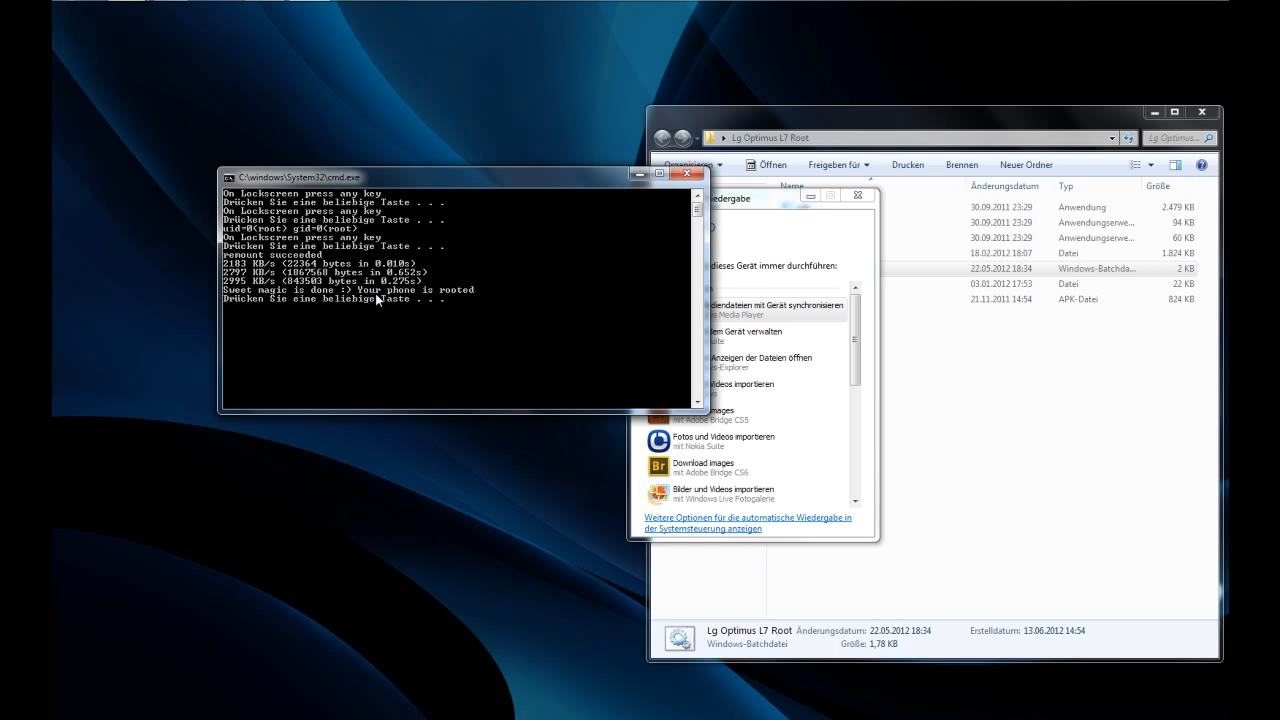 C:\windows\System32\cmd.exe
On Lockscreen press any key
Drücken Sie eine beliebige Taste . . .
On Lockscreen press any key
Drücken Sie eine beliebige Taste . . .
uid=0(root) gid=0(root)
On Lockscreen press any key
Drücken Sie eine beliebige Taste . . .
remount succeeded
2183 KB/s (22364 bytes in 0.010s)
2797 KB/s (1867568 bytes in 0.652s)
2995 KB/s (843503 bytes in 0.275s)
Sweet magic is done :) Your phone is rooted
Drücken Sie eine beliebige Taste . . .
Lg Optimus L7 Root
Lg Optimus...
Organisieren
Öffnen
Freigeben für
Drucken
Brennen
Neuer Ordner
Name
Änderungsdatum
Typ
Größe
30.09.2011 23:29 Anwendung 2.479 KB
30.09.2011 23:29 Anwendungserwe... 94 KB
30.09.2011 23:29 Anwendungserwe... 60 KB
18.02.2012 18:07 Datei 1.824 KB
22.05.2012 18:34 Windows-Batchda... 2 KB
03.01.2012 17:53 Datei 22 KB
21.11.2011 14:54 APK-Datei 824 KB
iedergabe
dieses Gerät immer durchführen:
diendateien mit Gerät synchronisieren
s Media Player
em Gerät verwalten
uite
Anzeigen der Dateien öffnen
s-Explorer
Videos importieren
mages
mit Adobe Bridge CS5
Fotos und Videos importieren
mit Nokia Suite
Br
Download images
mit Adobe Bridge CS6
Bilder und Videos importieren
mit Windows Live Fotogalerie
Weitere Optionen für die automatische Wiedergabe in
der Systemsteuerung anzeigen
Lg Optimus L7 Root Änderungsdatum: 22.05.2012 18:34 Erstelldatum: 13.06.2012 14:54
Windows-Batchdatei Größe: 1,78 KB